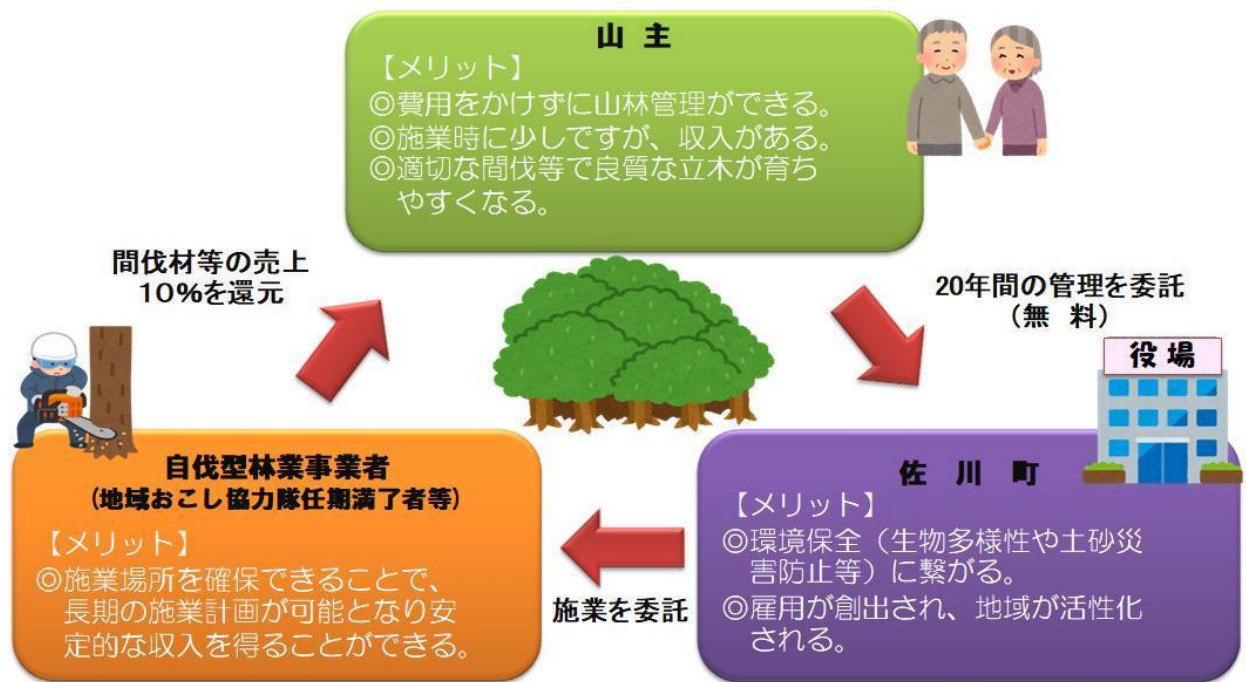 山 主
【メリット】
◎費用をかけずに山林管理ができる。
◎施業時に少しですが、収入がある。
◎適切な間伐等で良質な立木が育ち
やすくなる。
間伐材等の売上
10%を還元
20年間の管理を委託
(無 料)
役場
自伐型林業事業者
(地域おこし協力隊任期満了者等)
【メリット】
◎施業場所を確保できることで、
長期の施業計画が可能となり安
定的な収入を得ることができる。
施業を委託
佐 川 町
【メリット】
◎環境保全（生物多様性や土砂災
害防止等）に繋がる。
◎雇用が創出され、地域が活性化
される。